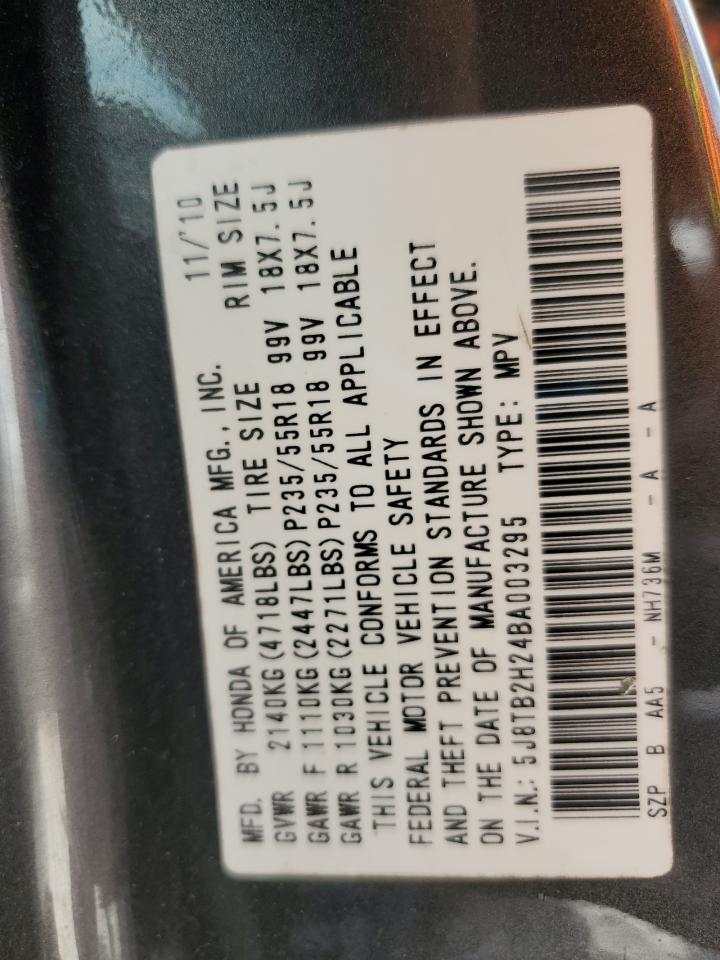 MFD. BY HONDA OF AMERICA MFG., INC. 11/'10
GVWR 2140KG (4718LBS) TIRE SIZE RIM SIZE
GAWR F 1110KG (2447LBS) P235/55R18 99V 18X7.5J
GAWR R 1030KG (2271LBS) P235/55R18 99V 18X7.5J
THIS VEHICLE CONFORMS TO ALL APPLICABLE
FEDERAL MOTOR VEHICLE SAFETY
AND THEFT PREVENTION STANDARDS IN EFFECT
ON THE DATE OF MANUFACTURE SHOWN ABOVE.
V.I.N.: 5J8TB2H24BA003295 TYPE: MPV
SZP B AA5 - NH736M - A - A